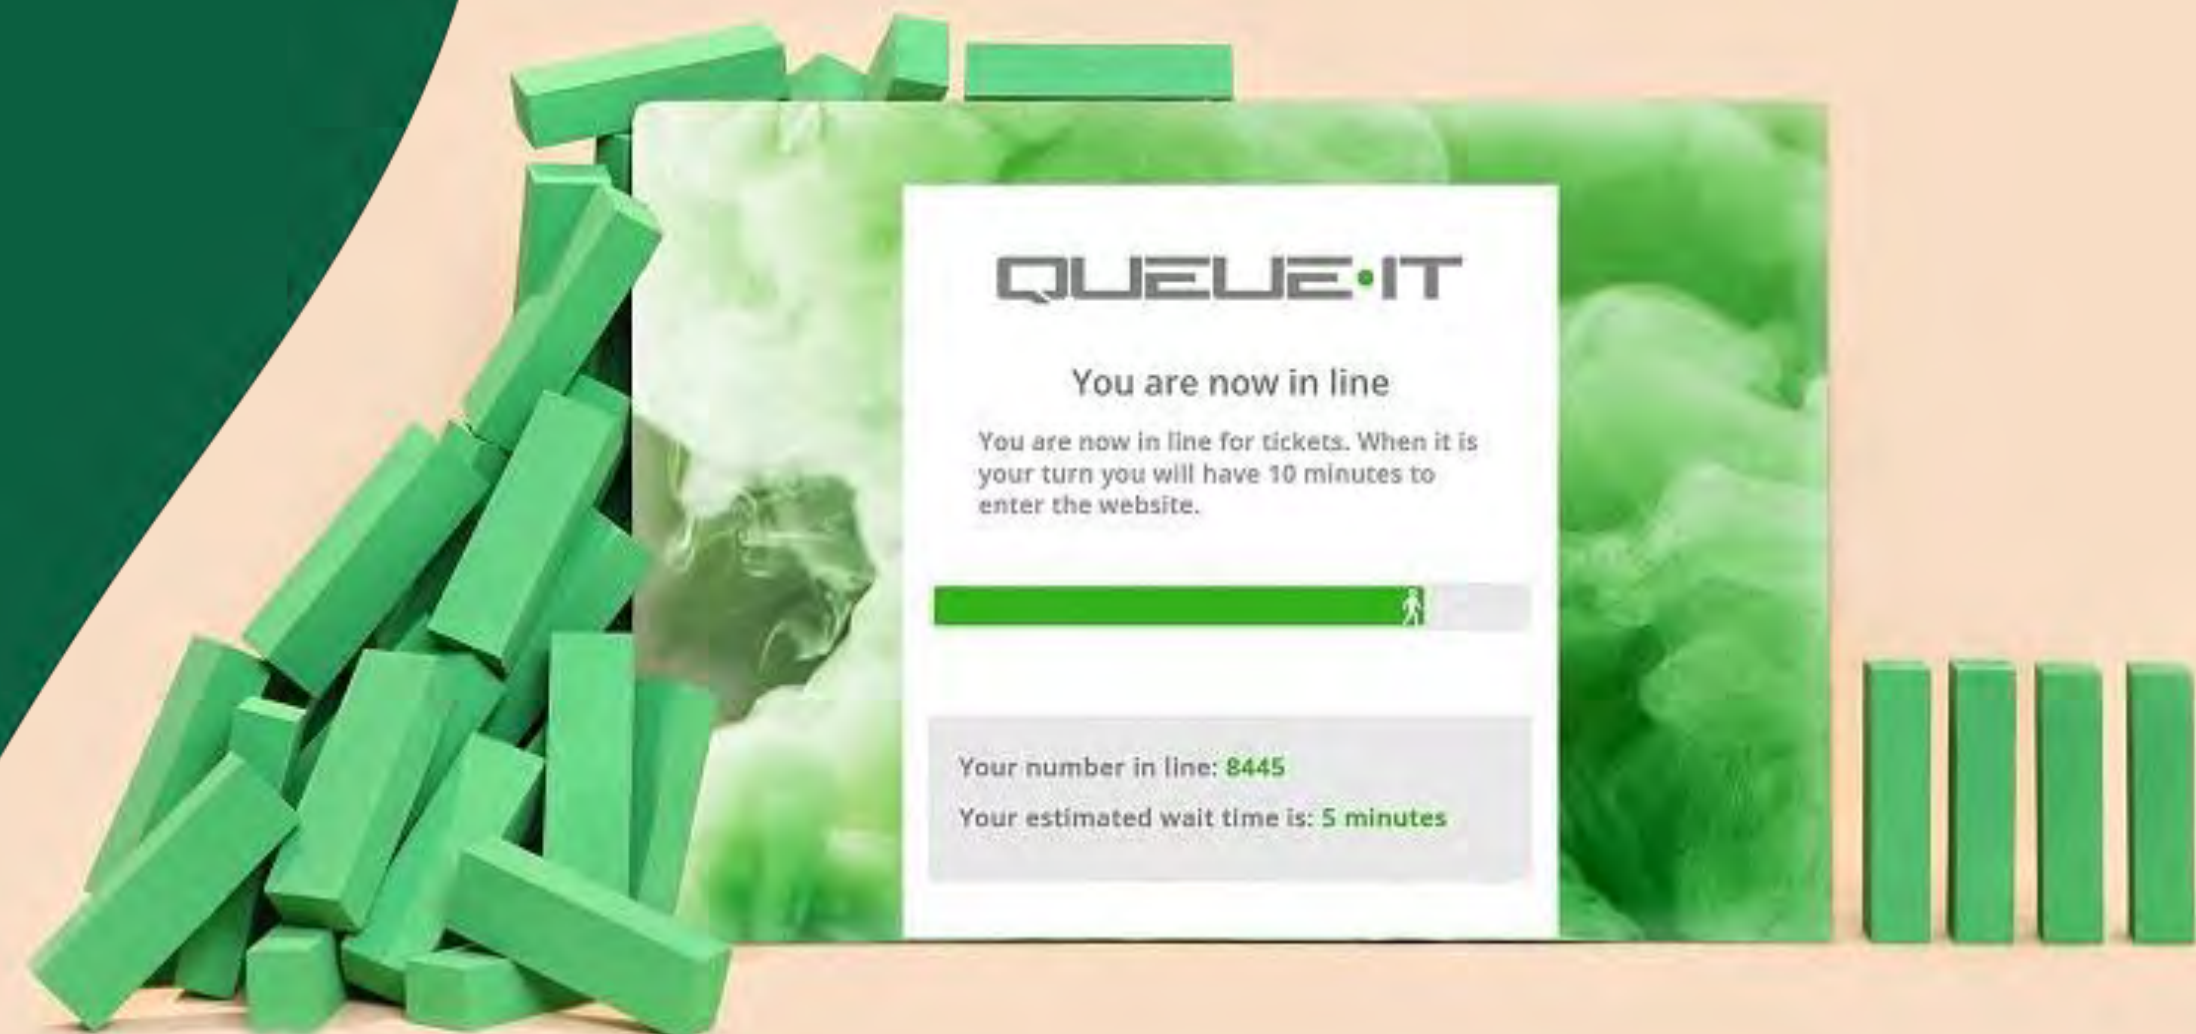 QUEUE·IT
You are now in line
You are now in line for tickets. When it is
your turn you will have 10 minutes to
enter the website.
Your number in line: 8445
Your estimated wait time is: 5 minutes